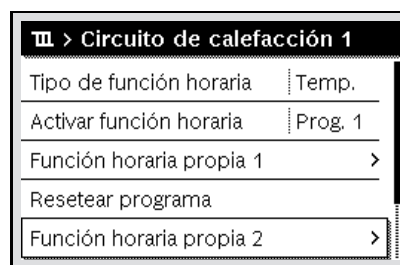 > Circuito de calefacción 1
Tipo de función horaria Temp.
Activar función horaria Prog. 1
Función horaria propia 1 >
Resetear programa
Función horaria propia 2 >